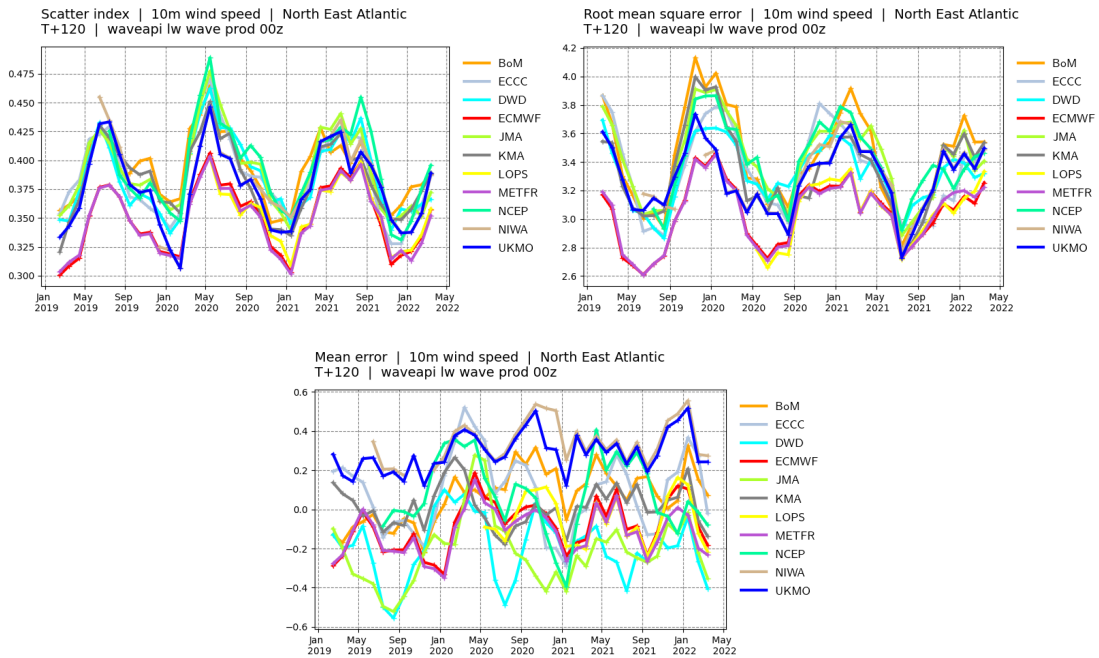 Scatter index | 10m wind speed | North East Atlantic
T+120 | waveapi lw wave prod 00z
0.475
0.450
0.425
0.400
0.375
0.350
0.325
0.300
Jan 2019
May 2019
Sep 2019
Jan 2020
May 2020
Sep 2020
Jan 2021
May 2021
Sep 2021
Jan 2022
May 2022
BoM
ECCC
DWD
ECMWF
JMA
KMA
LOPS
METFR
NCEP
NIWA
UKMO
Root mean square error | 10m wind speed | North East Atlantic
T+120 | waveapi lw wave prod 00z
4.2
4.0
3.8
3.6
3.4
3.2
3.0
2.8
2.6
Jan 2019
May 2019
Sep 2019
Jan 2020
May 2020
Sep 2020
Jan 2021
May 2021
Sep 2021
Jan 2022
May 2022
BoM
ECCC
DWD
ECMWF
JMA
KMA
LOPS
METFR
NCEP
NIWA
UKMO
Mean error | 10m wind speed | North East Atlantic
T+120 | waveapi lw wave prod 00z
0.6
0.4
0.2
0.0
−0.2
−0.4
−0.6
Jan 2019
May 2019
Sep 2019
Jan 2020
May 2020
Sep 2020
Jan 2021
May 2021
Sep 2021
Jan 2022
May 2022
BoM
ECCC
DWD
ECMWF
JMA
KMA
LOPS
METFR
NCEP
NIWA
UKMO